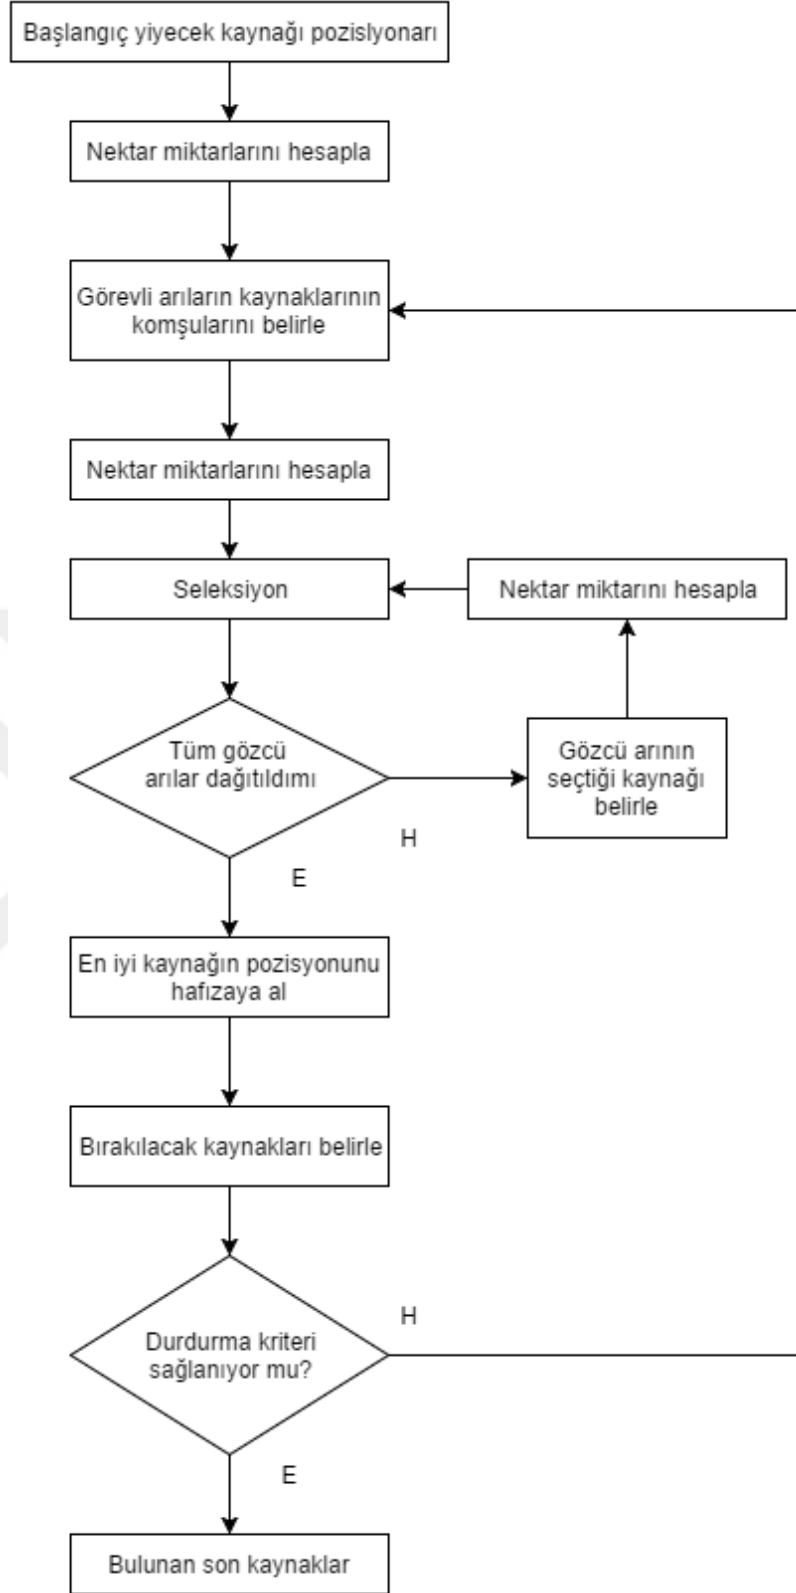 Başlangıç yiyecek kaynağı pozislyonarı
Nektar miktarlarını hesapla
Görevli arıların kaynaklarının
komşularını belirle
Nektar miktarlarını hesapla
Seleksiyon
Nektar miktarını hesapla
Tüm gözcü
arılar dağıtıldımı
Gözcü arının
seçtiği kaynağı
belirle
H
E
En iyi kaynağın pozisyonunu
hafızaya al
Bırakılacak kaynakları belirle
H
Durdurma kriteri
sağlanıyor mu?
E
Bulunan son kaynaklar